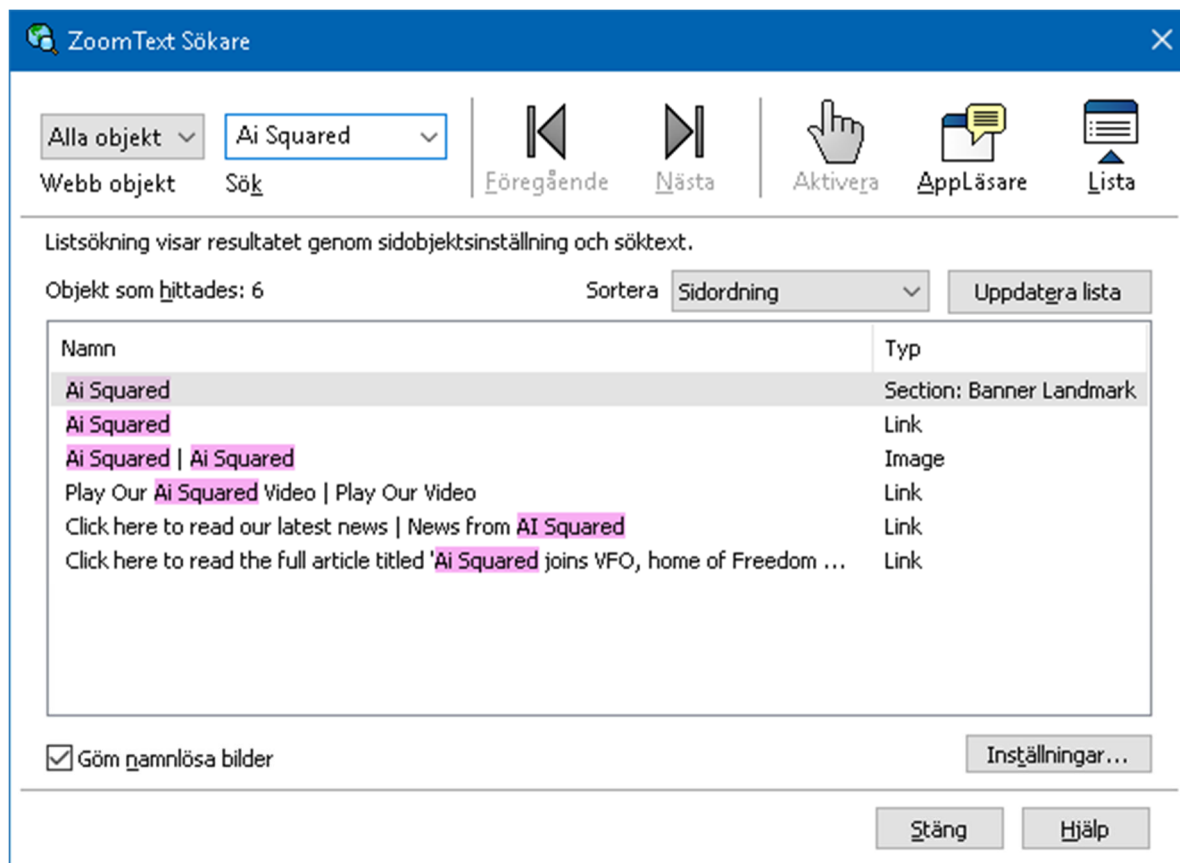 ZoomText Sökare
Alla objekt
Ai Squared
Webb objekt
Sök
Föregående
Nästa
Aktivera
AppLäsare
Lista
Listsökning visar resultatet genom sidobjektsinställning och söktext.
Objekt som hittades: 6
Sortera
Sidordning
Uppdatera lista
Namn Typ
Ai Squared Section: Banner Landmark
Ai Squared Link
Ai Squared | Ai Squared Image
Play Our Ai Squared Video | Play Our Video Link
Click here to read our latest news | News from AI Squared Link
Click here to read the full article titled 'Ai Squared joins VFO, home of Freedom ... Link
Göm namnlösa bilder
Inställningar...
Stäng
Hjälp